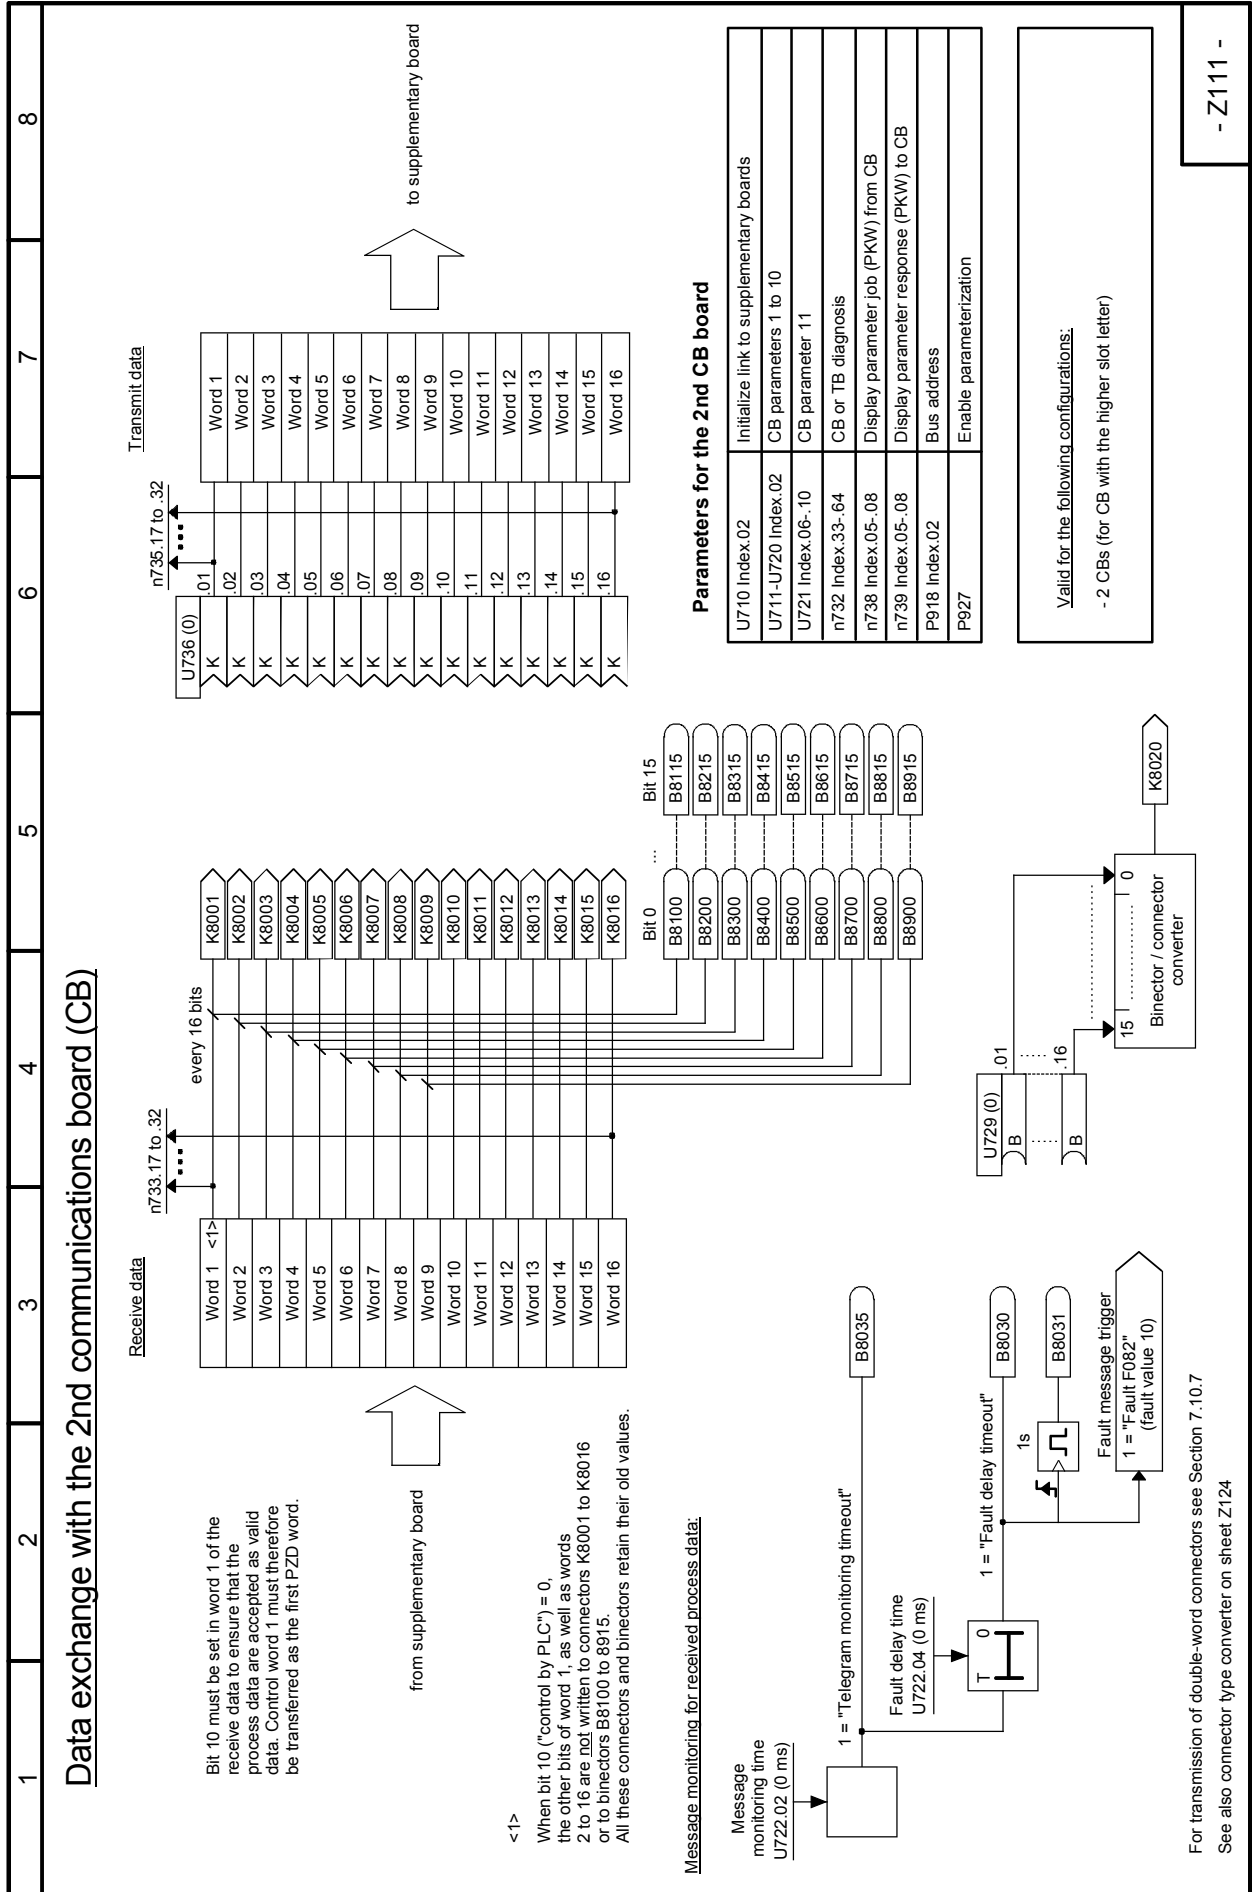 1 2 3 4 5 6 7 8
Data exchange with the 2nd communications board (CB)
Bit 10 must be set in word 1 of the
receive data to ensure that the
process data are accepted as valid
data. Control word 1 must therefore
be transferred as the first PZD word.
from supplementary board
<1>
When bit 10 ("control by PLC") = 0,
the other bits of word 1, as well as words
2 to 16 are not written to connectors K8001 to K8016
or to binectors B8100 to 8915.
All these connectors and binectors retain their old values.
Receive data
n733.17 to .32
Word 1 <1>
Word 2
Word 3
Word 4
Word 5
Word 6
Word 7
Word 8
Word 9
Word 10
Word 11
Word 12
Word 13
Word 14
Word 15
Word 16
every 16 bits
K8001
K8002
K8003
K8004
K8005
K8006
K8007
K8008
K8009
K8010
K8011
K8012
K8013
K8014
K8015
K8016
Bit 0 ... Bit 15
B8100 B8115
B8200 B8215
B8300 B8315
B8400 B8415
B8500 B8515
B8600 B8615
B8700 B8715
B8800 B8815
B8900 B8915
Transmit data
n735.17 to .32
U736 (0)
K .01 Word 1
K .02 Word 2
K .03 Word 3
K .04 Word 4
K .05 Word 5
K .06 Word 6
K .07 Word 7
K .08 Word 8
K .09 Word 9
K .10 Word 10
K .11 Word 11
K .12 Word 12
K .13 Word 13
K .14 Word 14
K .15 Word 15
K .16 Word 16
to supplementary board
Message monitoring for received process data:
Message
monitoring time
U722.02 (0 ms)
1 = "Telegram monitoring timeout"
B8035
Fault delay time
U722.04 (0 ms)
T 0
1 = "Fault delay timeout"
B8030
1s
B8031
Fault message trigger
1 = "Fault F082"
(fault value 10)
U729 (0)
B .01
.....
B .16
15 ........... 0
Binector / connector
converter
K8020
Parameters for the 2nd CB board
U710 Index.02 Initialize link to supplementary boards
U711-U720 Index.02 CB parameters 1 to 10
U721 Index.06-.10 CB parameter 11
n732 Index.33-.64 CB or TB diagnosis
n738 Index.05-.08 Display parameter job (PKW) from CB
n739 Index.05-.08 Display parameter response (PKW) to CB
P918 Index.02 Bus address
P927 Enable parameterization
Valid for the following configurations:
- 2 CBs (for CB with the higher slot letter)
For transmission of double-word connectors see Section 7.10.7
See also connector type converter on sheet Z124
- Z111 -